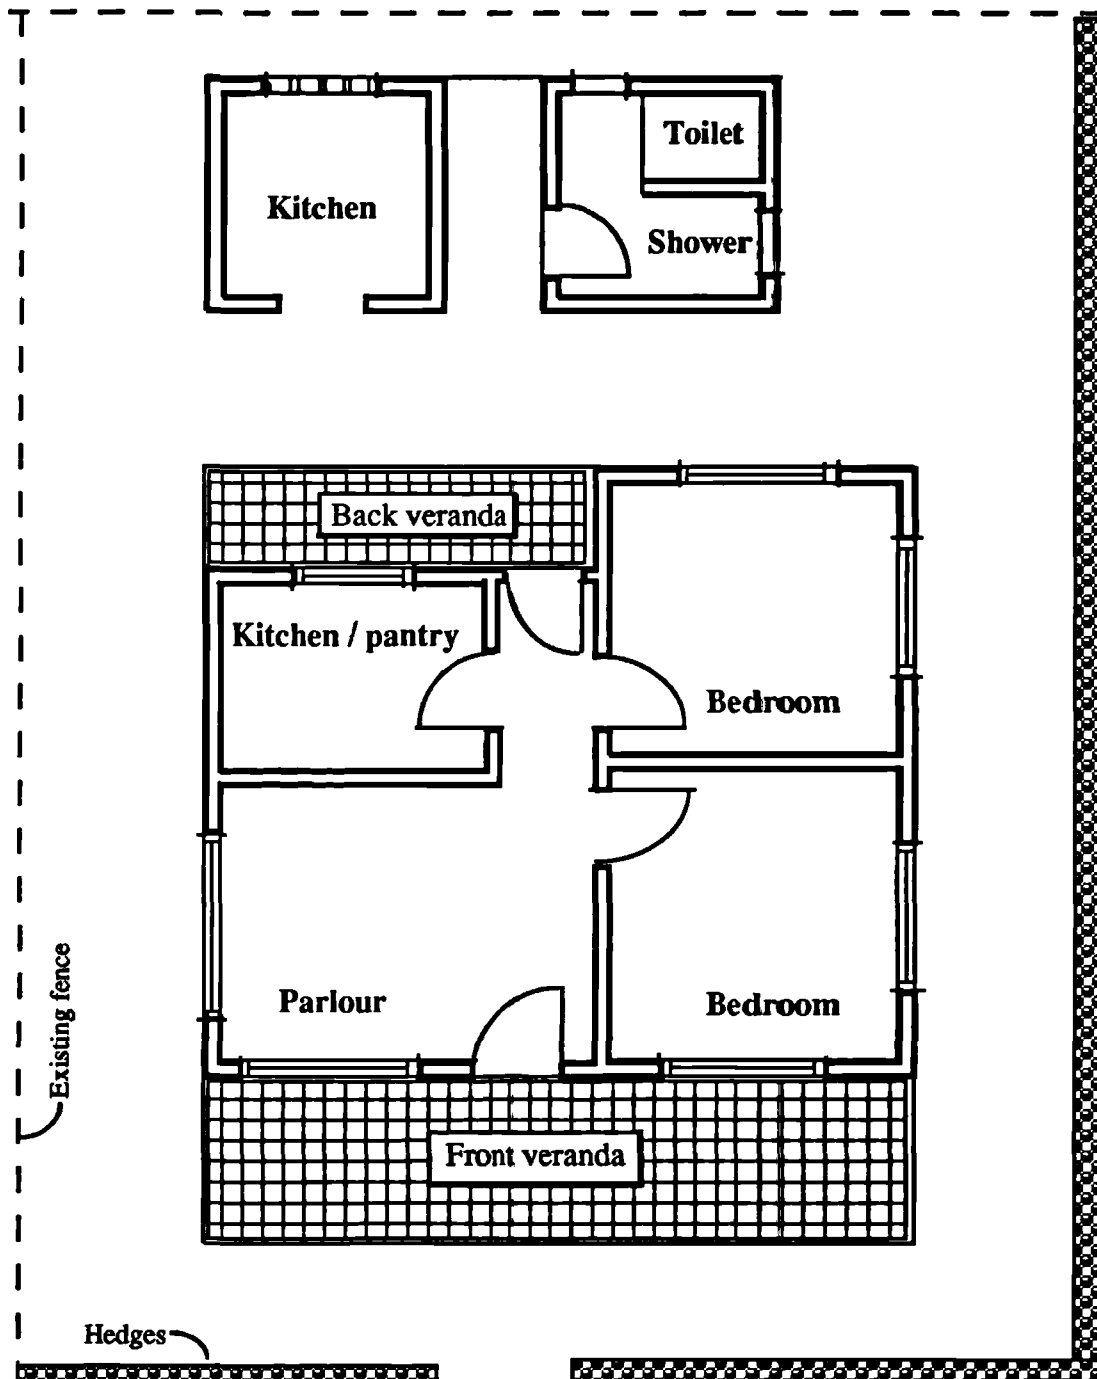 Toilet
Kitchen
Shower
Back veranda
Kitchen / pantry
Bedroom
Existing fence
Parlour
Bedroom
Front veranda
Hedges